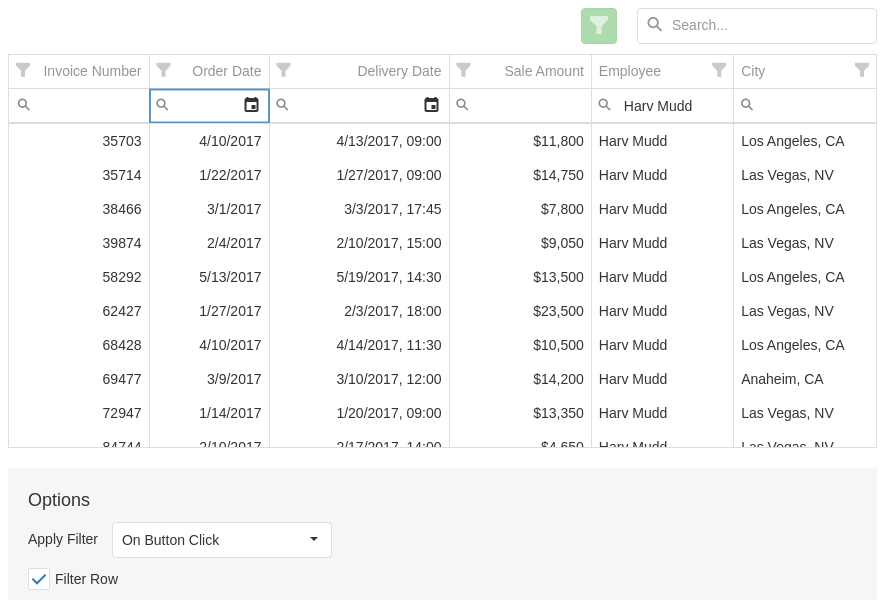 Search...
Invoice Number Order Date Delivery Date Sale Amount Employee City
Harv Mudd
35703 4/10/2017 4/13/2017, 09:00 $11,800 Harv Mudd Los Angeles, CA
35714 1/22/2017 1/27/2017, 09:00 $14,750 Harv Mudd Las Vegas, NV
38466 3/1/2017 3/3/2017, 17:45 $7,800 Harv Mudd Los Angeles, CA
39874 2/4/2017 2/10/2017, 15:00 $9,050 Harv Mudd Las Vegas, NV
58292 5/13/2017 5/19/2017, 14:30 $13,500 Harv Mudd Los Angeles, CA
62427 1/27/2017 2/3/2017, 18:00 $23,500 Harv Mudd Las Vegas, NV
68428 4/10/2017 4/14/2017, 11:30 $10,500 Harv Mudd Los Angeles, CA
69477 3/9/2017 3/10/2017, 12:00 $14,200 Harv Mudd Anaheim, CA
72947 1/14/2017 1/20/2017, 09:00 $13,350 Harv Mudd Las Vegas, NV
84744 2/10/2017 2/17/2017, 14:00 $4,650 Harv Mudd Las Vegas, NV
Options
Apply Filter On Button Click
Filter Row